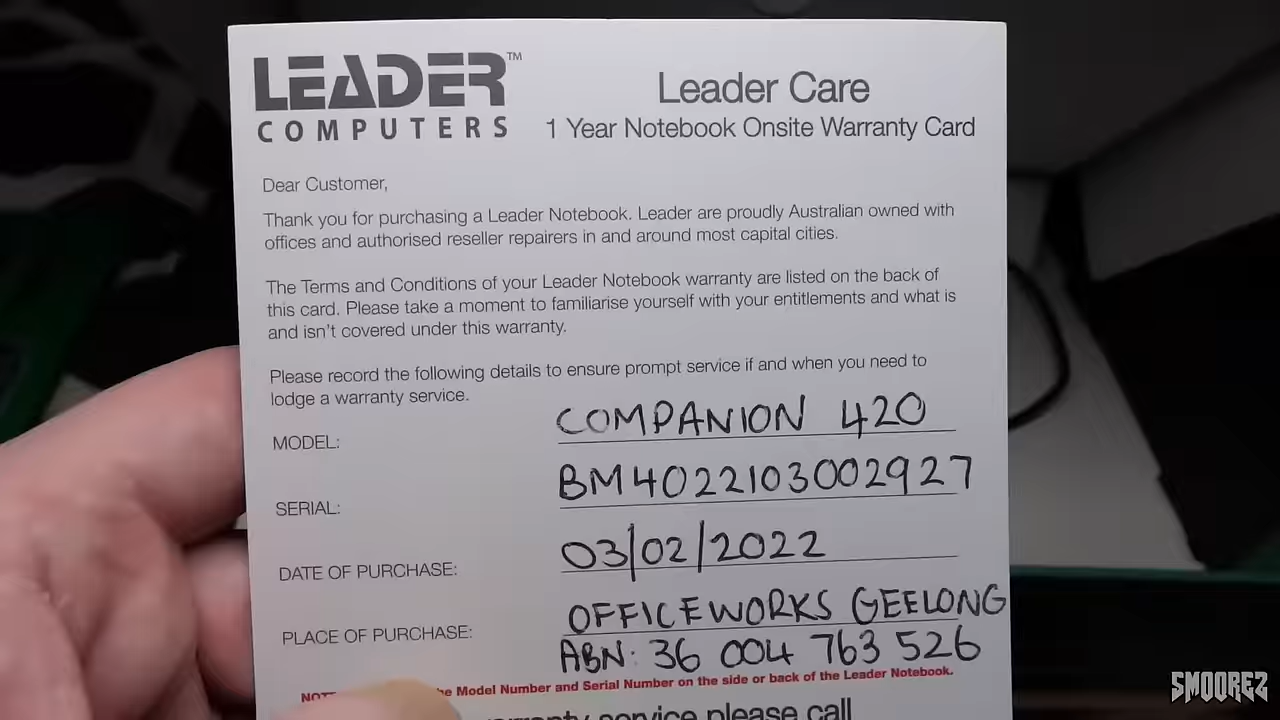 LEADER™
COMPUTERS
Leader Care
1 Year Notebook Onsite Warranty Card
Dear Customer,
Thank you for purchasing a Leader Notebook. Leader are proudly Australian owned with
offices and authorised reseller repairers in and around most capital cities.
The Terms and Conditions of your Leader Notebook warranty are listed on the back of
this card. Please take a moment to familiarise yourself with your entitlements and what is
and isn't covered under this warranty.
Please record the following details to ensure prompt service if and when you need to
lodge a warranty service.
MODEL: COMPANION 420
SERIAL: BM4022103002927
DATE OF PURCHASE: 03/02/2022
PLACE OF PURCHASE: OFFICEWORKS GEELONG
ABN: 36 004 763 526
Model Number and Serial Number on the side or back of the Leader Notebook.
service please call
SMOOREZ